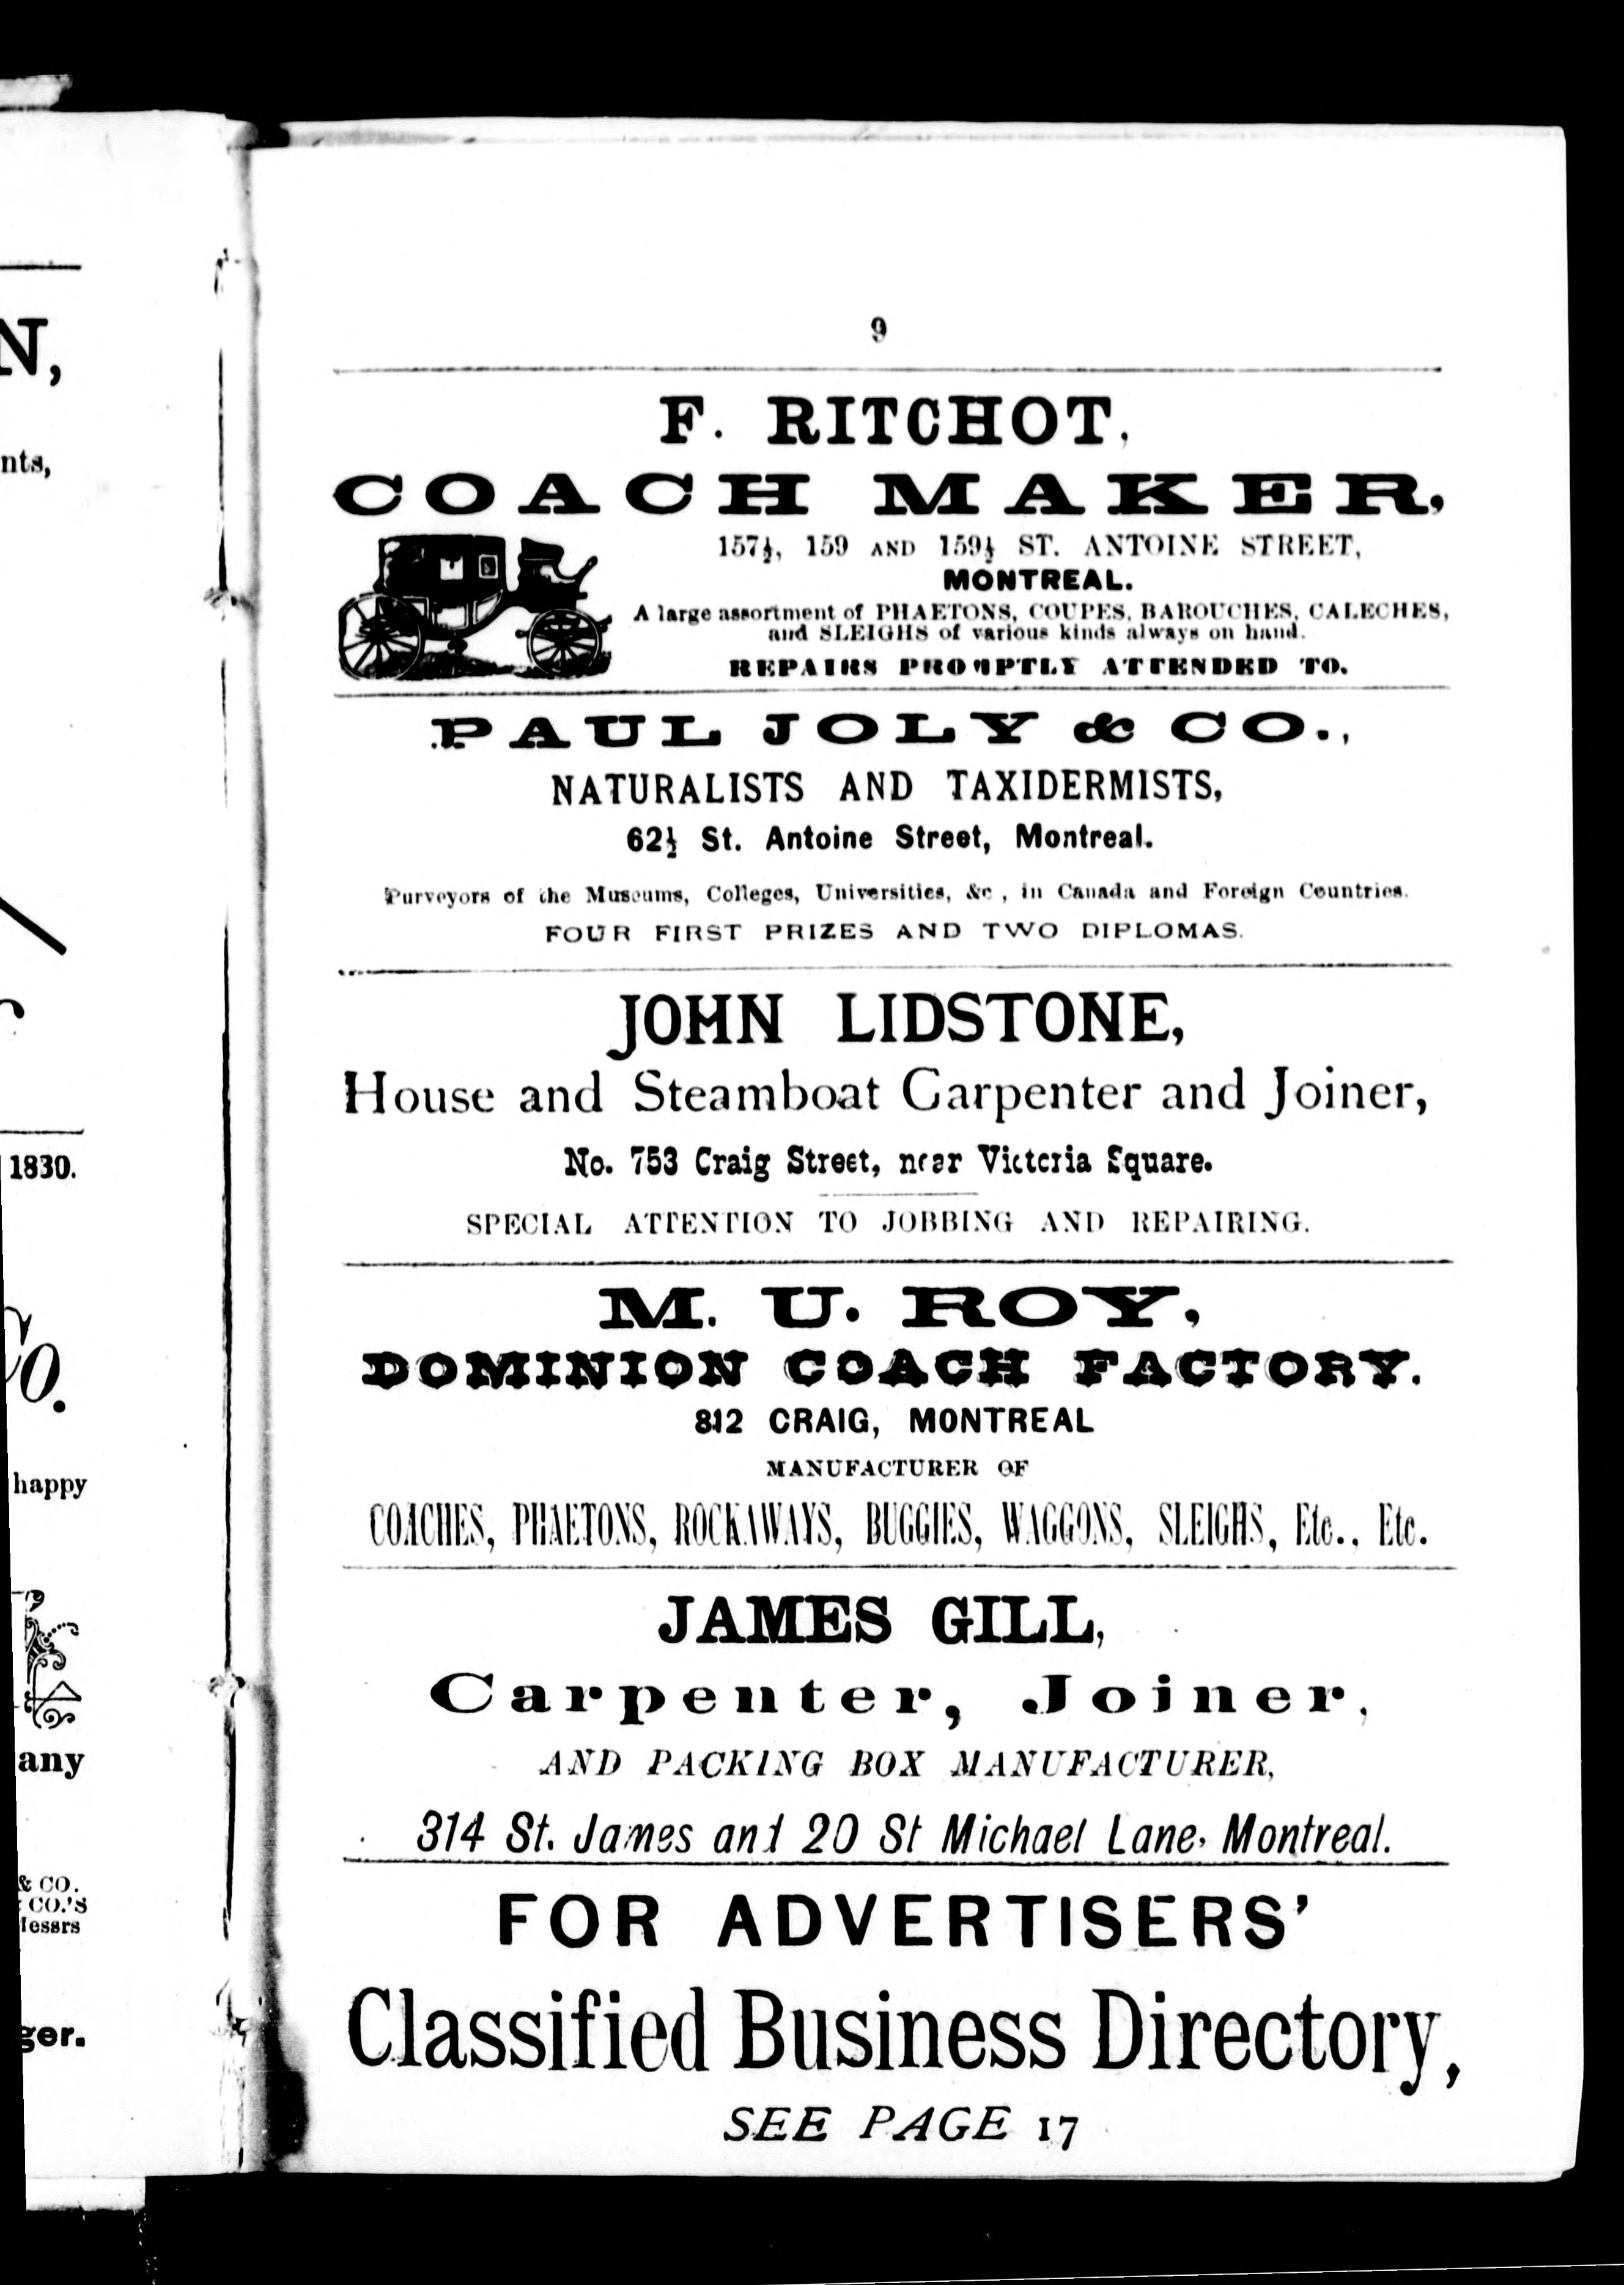 N,
nts,
1830.
Co.
happy
any
& CO.
CO.'S
Messrs
ger.
9
F. RITCHOT,
COACH MAKER,
157½, 159 AND 159½ ST. ANTOINE STREET,
MONTREAL.
A large assortment of PHAETONS, COUPES, BAROUCHES, CALECHES,
and SLEIGHS of various kinds always on hand.
REPAIRS PROMPTLY ATTENDED TO.
PAUL JOLY & CO.,
NATURALISTS AND TAXIDERMISTS,
62½ St. Antoine Street, Montreal.
Purveyors of the Museums, Colleges, Universities, &c, in Canada and Foreign Countries.
FOUR FIRST PRIZES AND TWO DIPLOMAS.
JOHN LIDSTONE,
House and Steamboat Carpenter and Joiner,
No. 753 Craig Street, near Victoria Square.
SPECIAL ATTENTION TO JOBBING AND REPAIRING.
M. U. ROY,
DOMINION COACH FACTORY.
812 CRAIG, MONTREAL
MANUFACTURER OF
COACHES, PHAETONS, ROCKAWAYS, BUGGIES, WAGGONS, SLEIGHS, Etc., Etc.
JAMES GILL,
Carpenter, Joiner,
AND PACKING BOX MANUFACTURER,
314 St. James and 20 St Michael Lane, Montreal.
FOR ADVERTISERS'
Classified Business Directory,
SEE PAGE 17